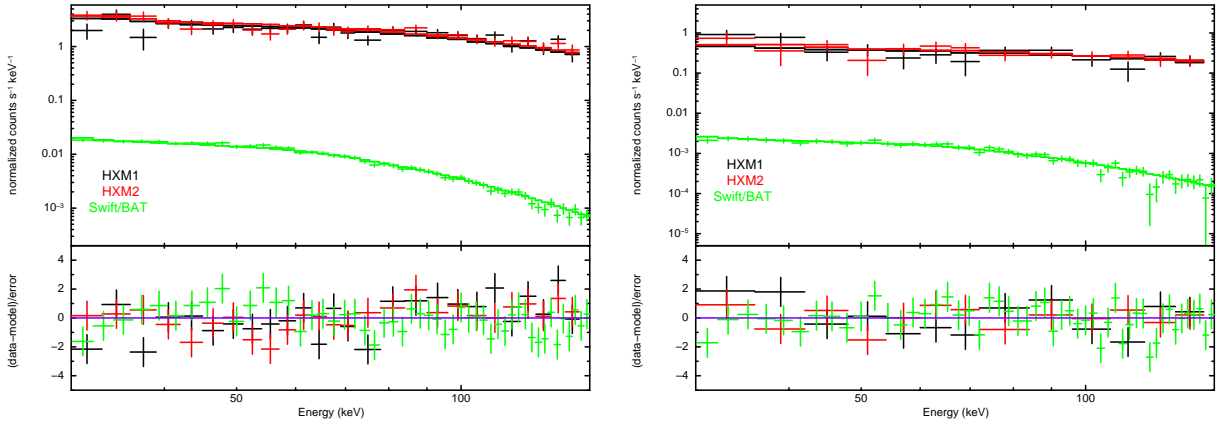 normalized counts s⁻¹ keV⁻¹
1
0.1
0.01
10⁻³
HXM1
HXM2
Swift/BAT
(data−model)/error
4
2
0
−2
−4
50
100
Energy (keV)
normalized counts s⁻¹ keV⁻¹
1
0.1
0.01
10⁻³
10⁻⁴
10⁻⁵
HXM1
HXM2
Swift/BAT
(data−model)/error
4
2
0
−2
−4
50
100
Energy (keV)